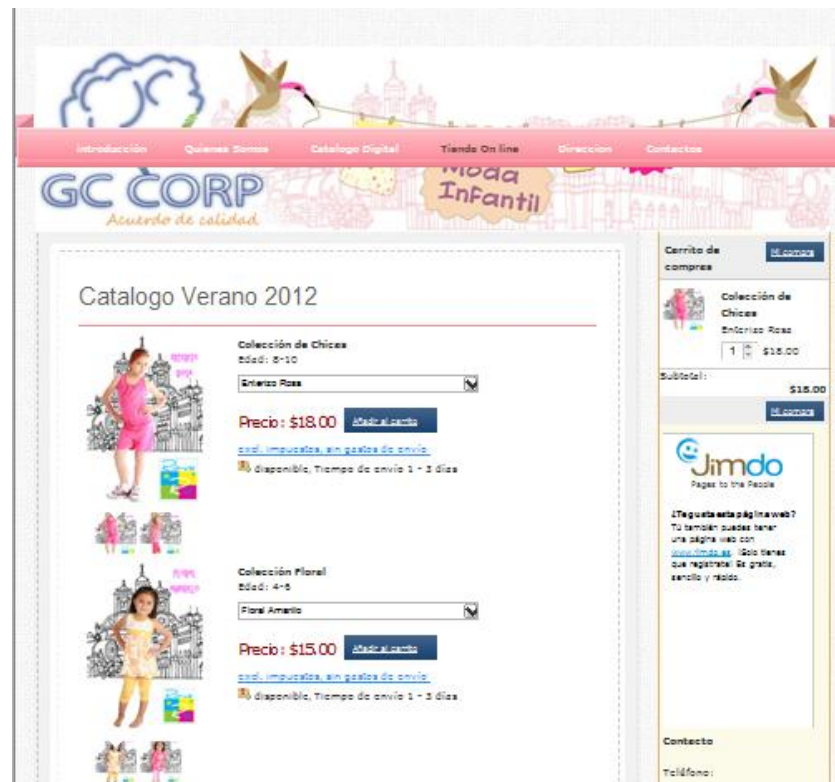 introducción Quienes Somos Catalogo Digital Tienda On line Direccion Contactos
GC CORP
Acuerdo de calidad
Moda
Infantil
Catalogo Verano 2012
Colección de Chicas
Edad: 8-10
Enterizo Rosa
Precio: $18.00 Añadir al carrito
excl. impuestos, sin gastos de envío
disponible, Tiempo de envío 1 - 3 días
Colección Floral
Edad: 4-6
Floral Amarillo
Precio: $15.00 Añadir al carrito
excl. impuestos, sin gastos de envío
disponible, Tiempo de envío 1 - 3 días
Carrito de
compras
Mi compra
Colección de
Chicas
Enterizo Rosa
1 $18.00
Subtotal:
$18.00
Mi compra
Jimdo
Pages to the People
¿Te gusta esta página web?
Tú también puedes tener
una página web con
www.jimdo.es. ¡Solo tienes
que registrate! Es gratis,
sencillo y rápido.
Contacto
Teléfono: